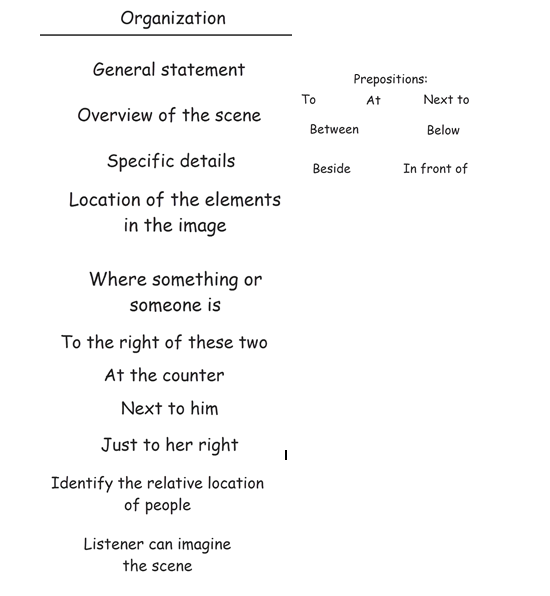 Organization
General statement
Overview of the scene
Specific details
Location of the elements
in the image
Where something or
someone is
To the right of these two
At the counter
Next to him
Just to her right
Identify the relative location
of people
Listener can imagine
the scene
Prepositions:
To At Next to
Between Below
Beside In front of